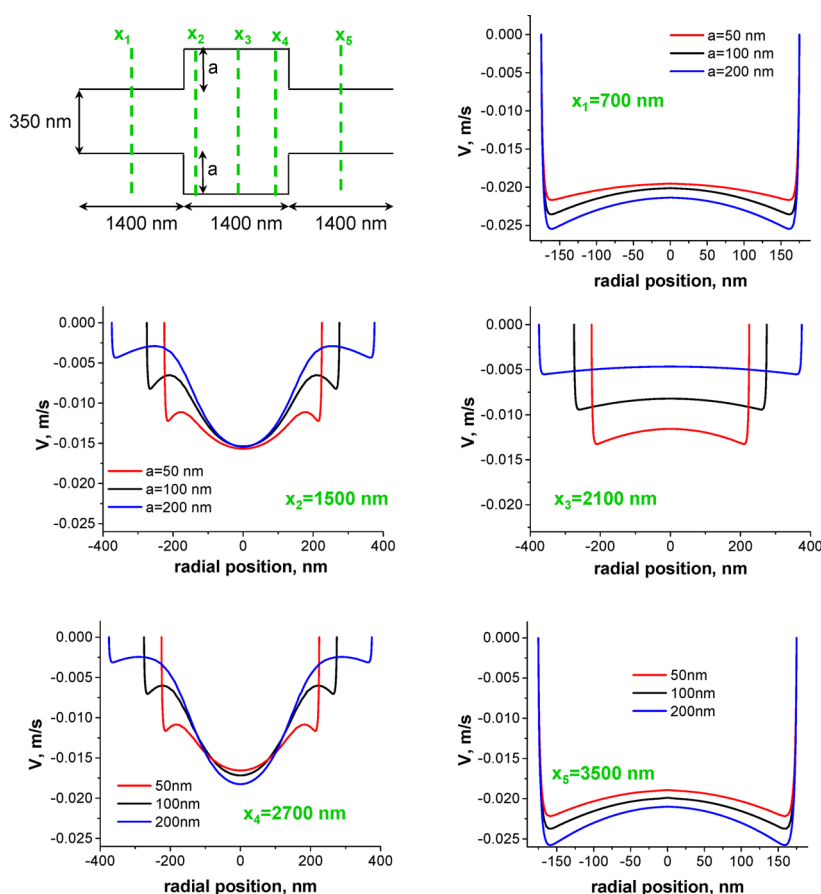 x1 x2 x3 x4 x5
a
350 nm
a
1400 nm 1400 nm 1400 nm
0.000
-0.005
-0.010
-0.015
-0.020
-0.025
V, m/s
a=50 nm
a=100 nm
a=200 nm
x1=700 nm
-150 -100 -50 0 50 100 150
radial position, nm
0.000
-0.005
-0.010
-0.015
-0.020
-0.025
V, m/s
a=50 nm
a=100 nm
a=200 nm
x2=1500 nm
-400 -200 0 200 400
radial position, nm
0.000
-0.005
-0.010
-0.015
-0.020
V, m/s
x3=2100 nm
-400 -200 0 200 400
radial position, nm
0.000
-0.005
-0.010
-0.015
-0.020
-0.025
V, m/s
50nm
100nm
200nm
x4=2700 nm
-400 -200 0 200 400
radial position, nm
0.000
-0.005
-0.010
-0.015
-0.020
-0.025
V, m/s
50nm
100nm
200nm
x5=3500 nm
-150 -100 -50 0 50 100 150
radial position, nm